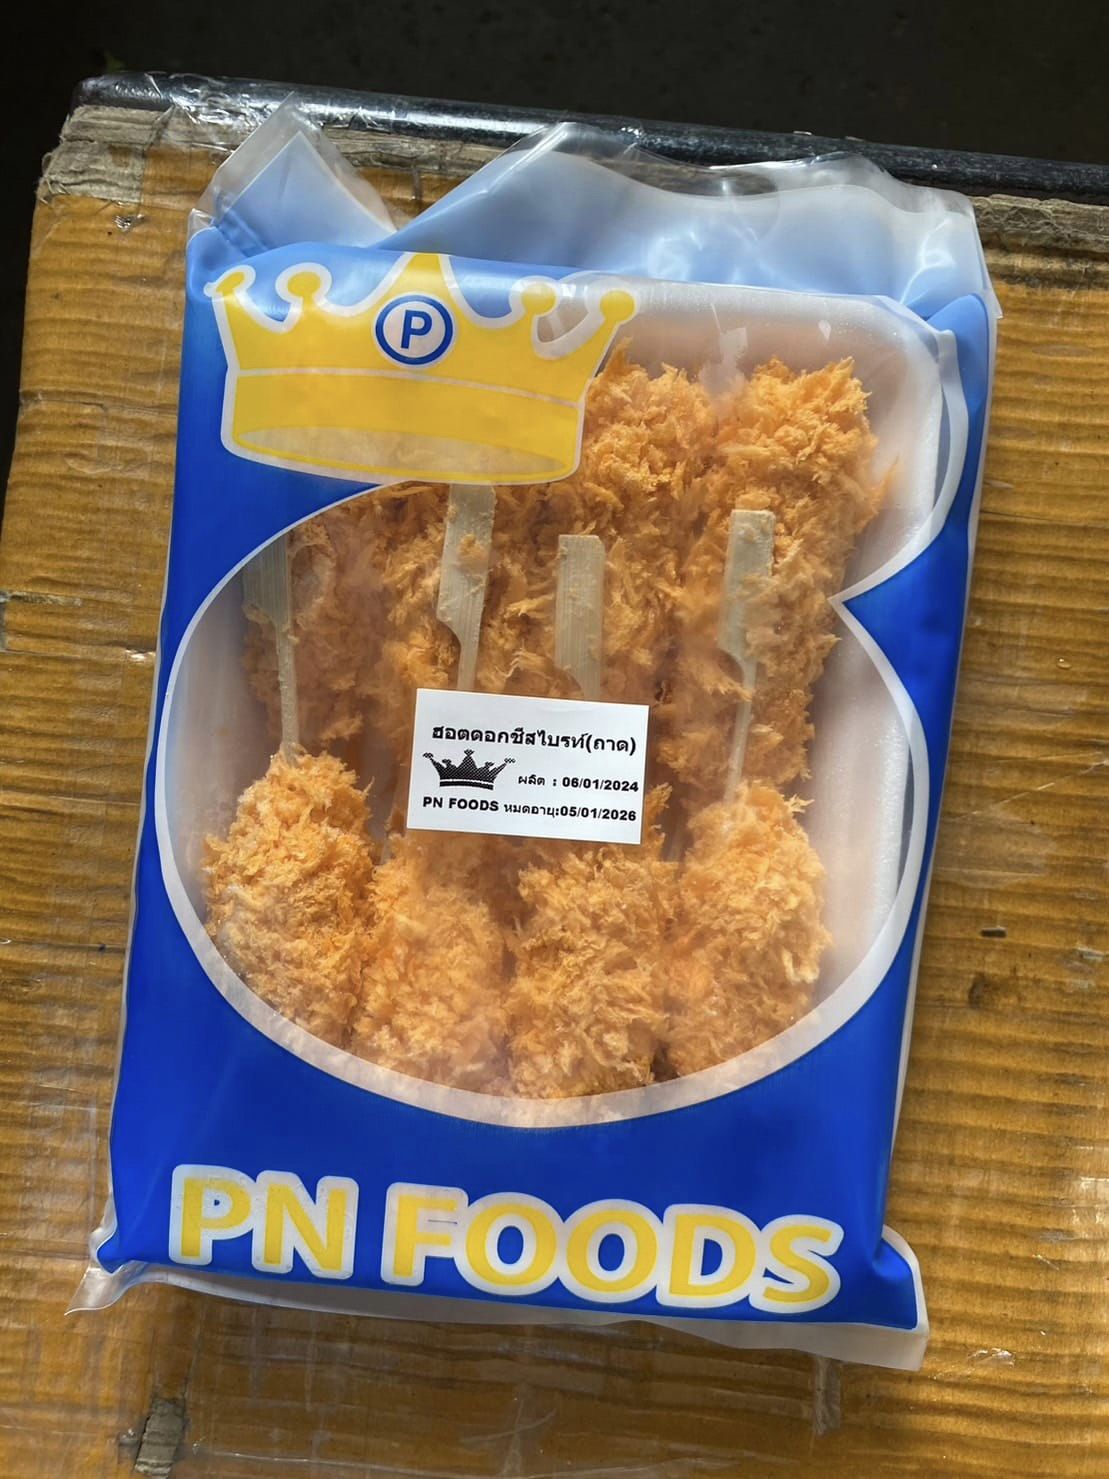 P
ฮอตดอกชีสไบรท์(ถาด)
ผลิต : 06/01/2024
PN FOODS หมดอายุ:05/01/2026
PN FOODS